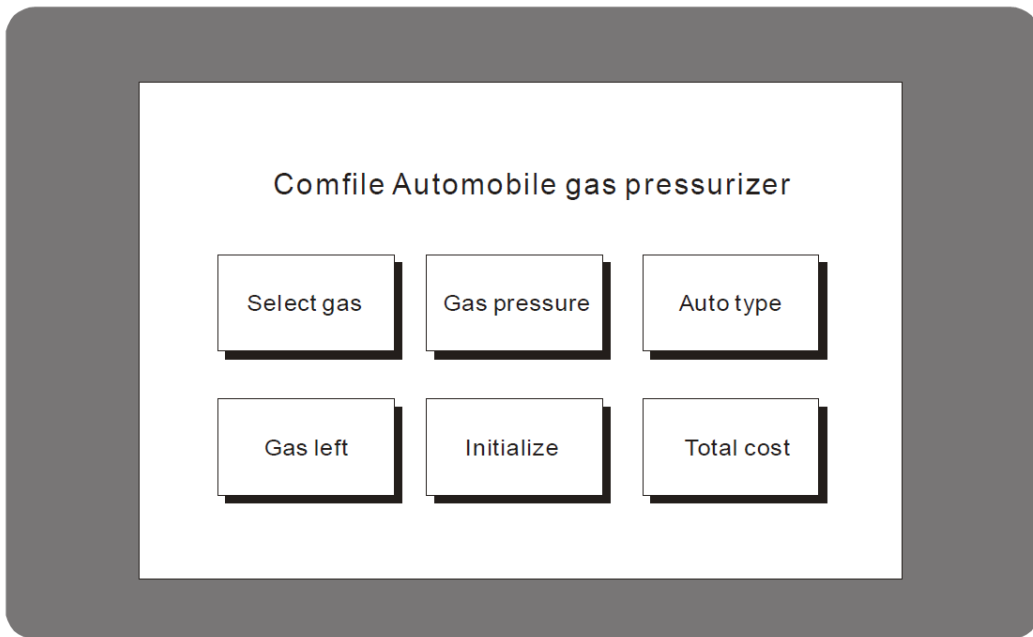 Comfile Automobile gas pressurizer
Select gas
Gas pressure
Auto type
Gas left
Initialize
Total cost